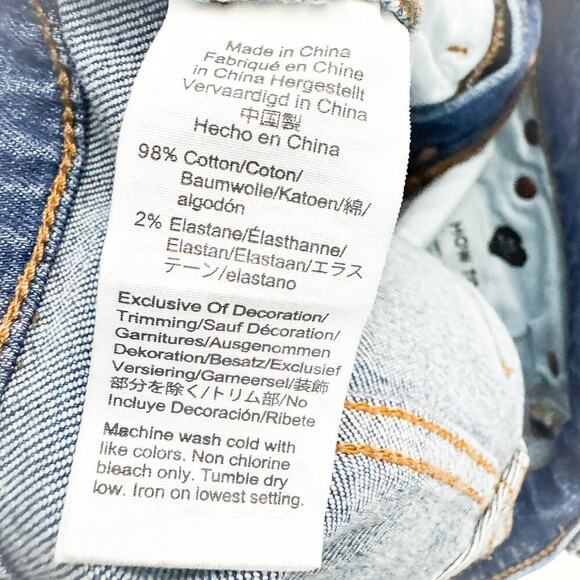 Made in China
Fabriqué en Chine
in China Hergestellt
Vervaardigd in China
中国製
Hecho en China
98% Cotton/Coton/
Baumwolle/Katoen/綿/
algodón
2% Elastane/Élasthanne/
Elastan/Elastaan/エラス
テーン/elastano
Exclusive Of Decoration/
Trimming/Sauf Décoration/
Garnitures/Ausgenommen
Dekoration/Besatz/Exclusief
Versiering/Garneersel/装飾
部分を除く/トリム部/No
Incluye Decoración/Ribete
Machine wash cold with
like colors. Non chlorine
bleach only. Tumble dry
low. Iron on lowest setting.
HOW TO